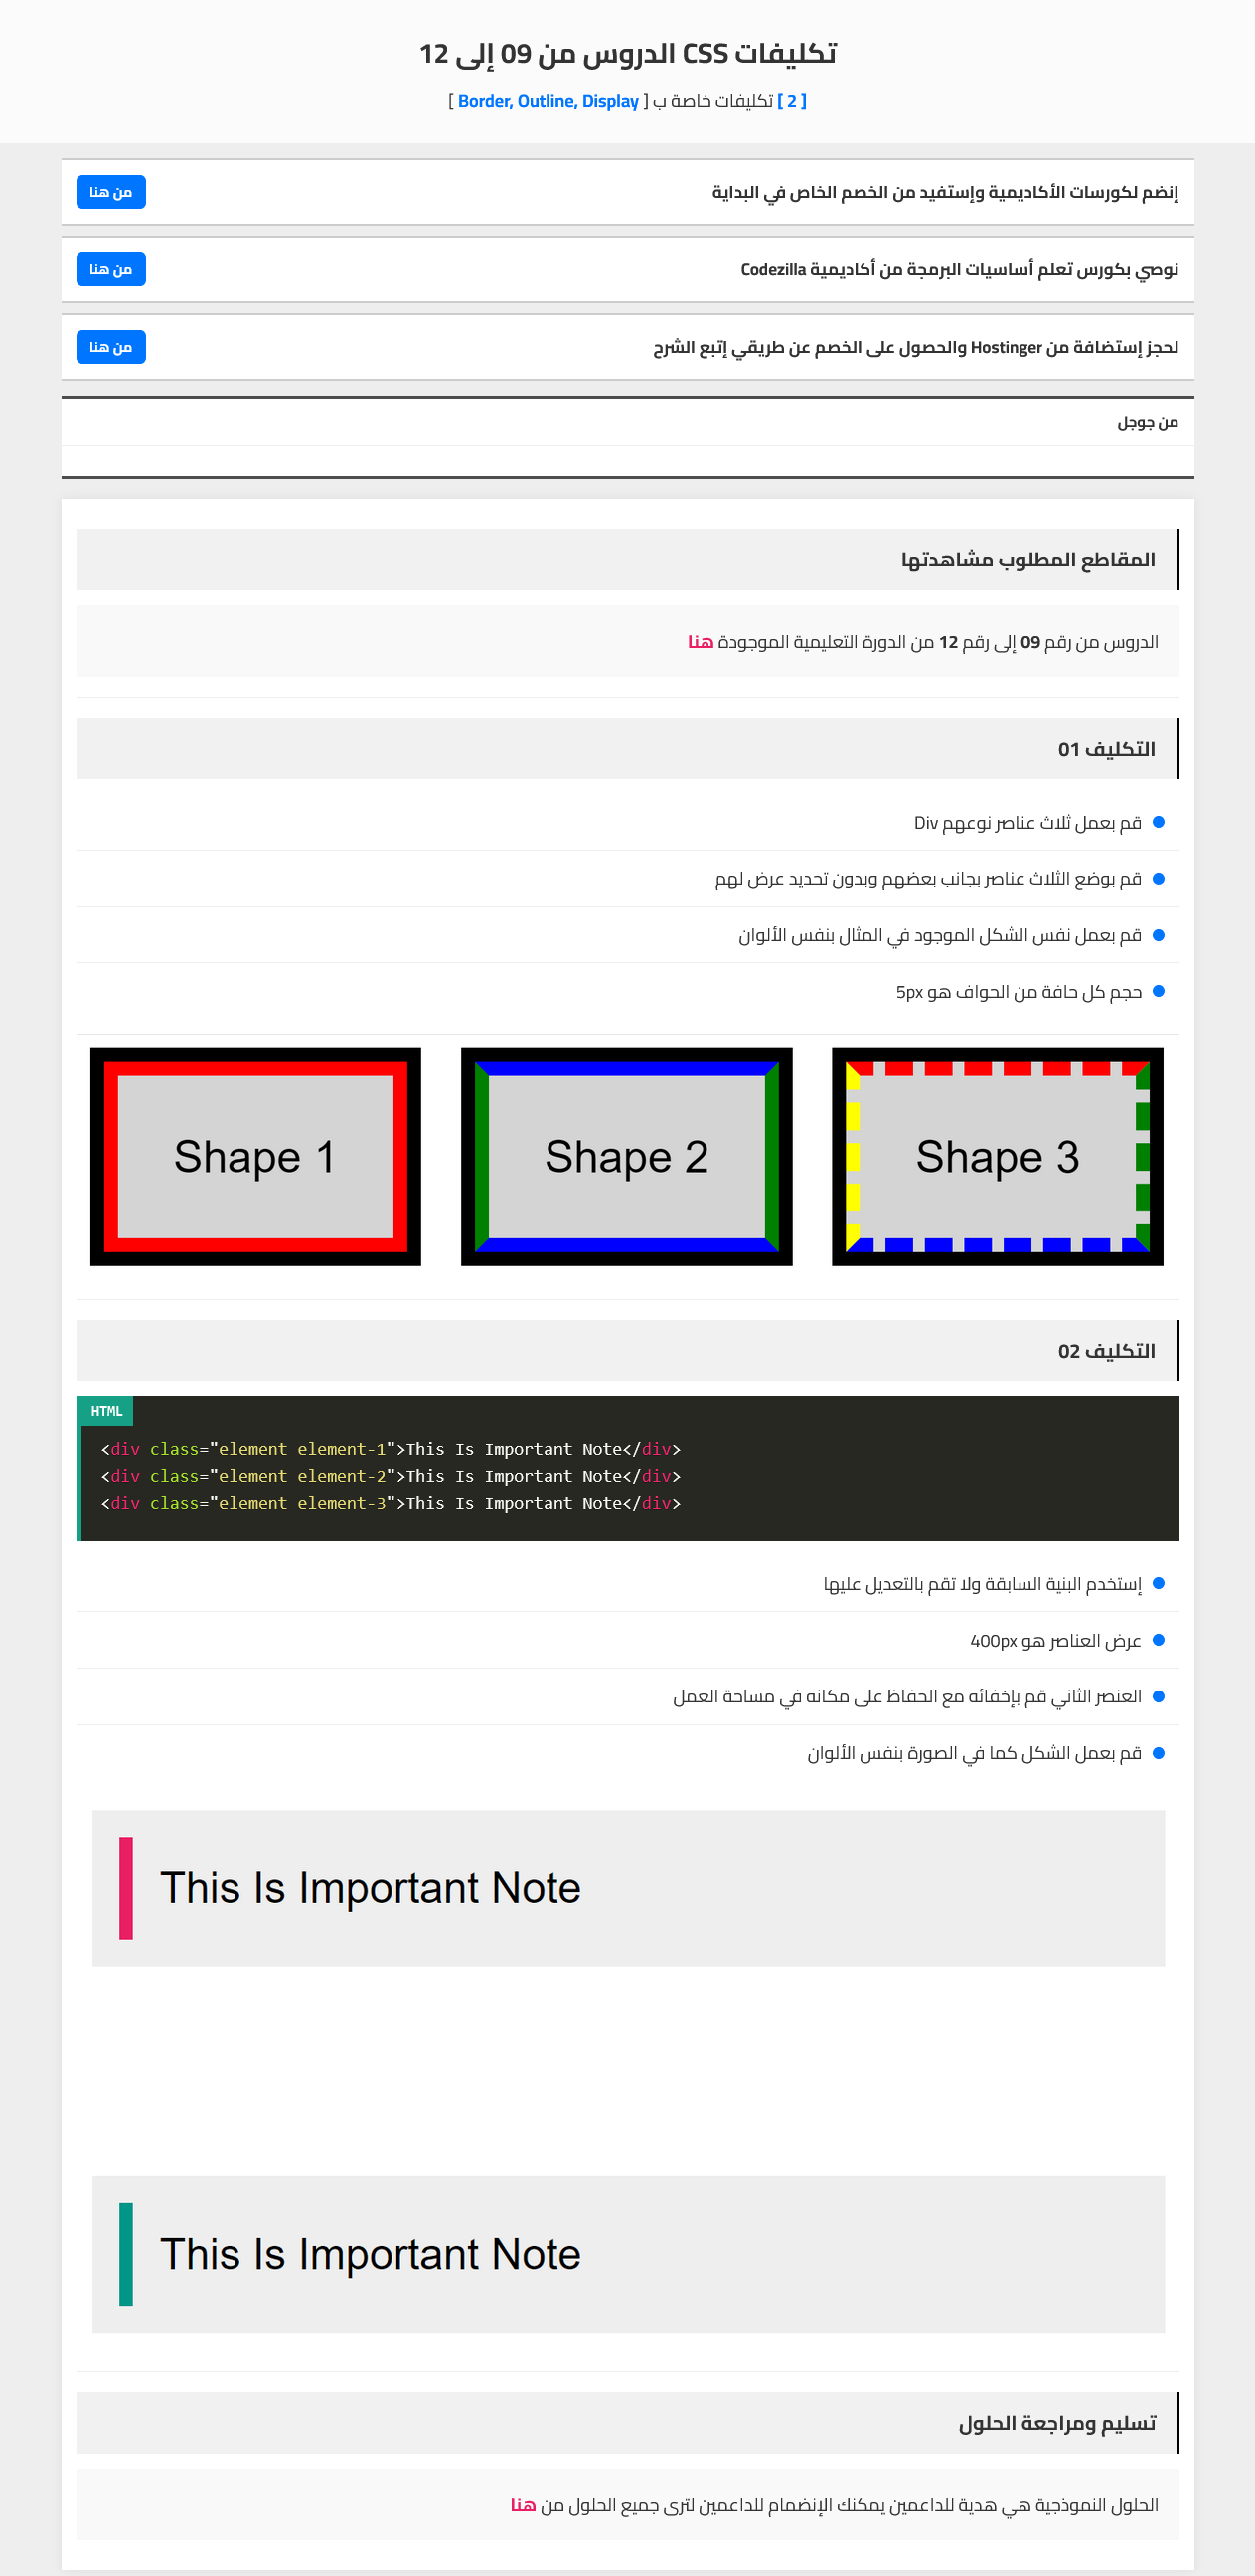 تكليفات CSS الدروس من 09 إلى 12
[ 2 ] تكليفات خاصة ب [ Border, Outline, Display ]
إنضم لكورسات الأكاديمية وإستفيد من الخصم الخاص في البداية
من هنا
نوصي بكورس تعلم أساسيات البرمجة من أكاديمية Codezilla
من هنا
لحجز إستضافة من Hostinger والحصول على الخصم عن طريقي إتبع الشرح
من هنا
من جوجل
المقاطع المطلوب مشاهدتها
الدروس من رقم 09 إلى رقم 12 من الدورة التعليمية الموجودة هنا
التكليف 01
قم بعمل ثلاث عناصر نوعهم Div
قم بوضع الثلاث عناصر بجانب بعضهم وبدون تحديد عرض لهم
قم بعمل نفس الشكل الموجود في المثال بنفس الألوان
حجم كل حافة من الحواف هو 5px
Shape 1 Shape 2 Shape 3
التكليف 02
HTML
<div class="element element-1">This Is Important Note</div>
<div class="element element-2">This Is Important Note</div>
<div class="element element-3">This Is Important Note</div>
إستخدم البنية السابقة ولا تقم بالتعديل عليها
عرض العناصر هو 400px
العنصر الثاني قم بإخفائه مع الحفاظ على مكانه في مساحة العمل
قم بعمل الشكل كما في الصورة بنفس الألوان
This Is Important Note
This Is Important Note
تسليم ومراجعة الحلول
الحلول النموذجية هي هدية للداعمين يمكنك الإنضمام للداعمين لترى جميع الحلول من هنا